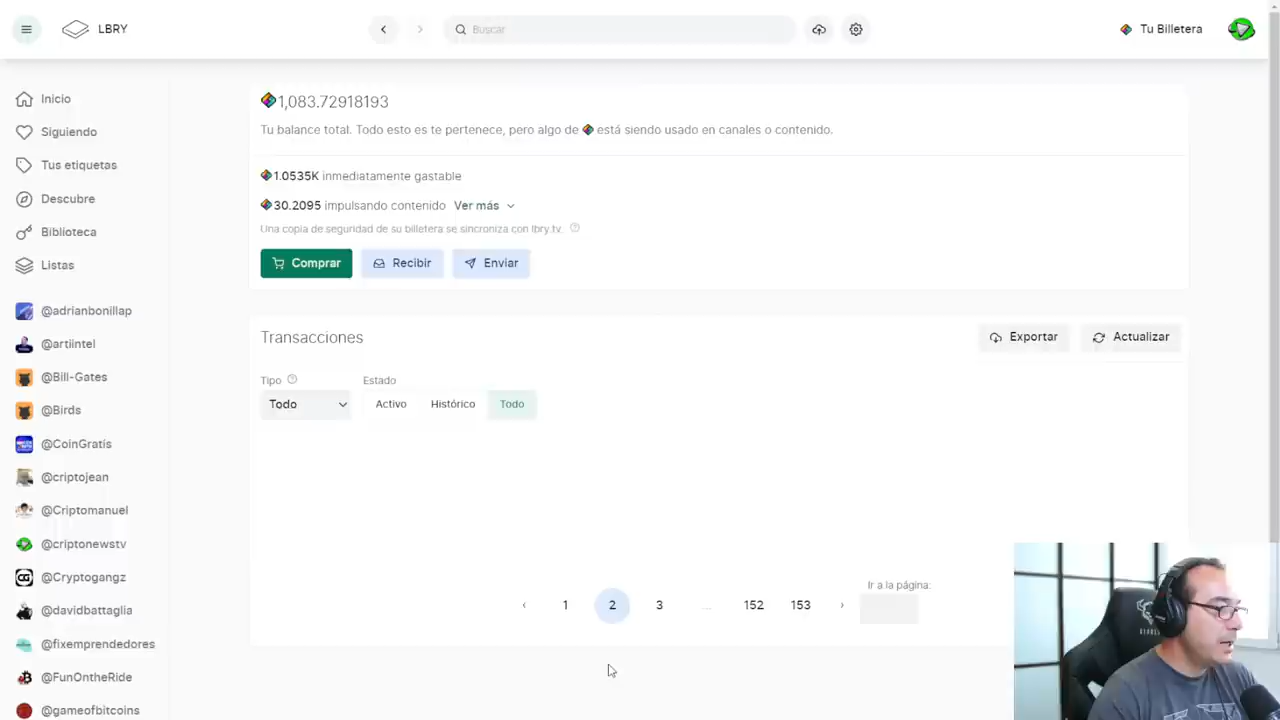 LBRY
Buscar
Tu Billetera
Inicio
Siguiendo
Tus etiquetas
Descubre
Biblioteca
Listas
@adrianbonillap
@artiintel
@Bill-Gates
@Birds
@CoinGratis
@criptojean
@Criptomanuel
@criptonewstv
@Cryptogangz
@davidbattaglia
@fixemprendedores
@FunOntheRide
@gameofbitcoins
1,083.72918193
Tu balance total. Todo esto es te pertenece, pero algo de está siendo usado en canales o contenido.
1.0535K inmediatamente gastable
30.2095 impulsando contenido Ver más
Una copia de seguridad de su billetera se sincroniza con lbry.tv.
Comprar Recibir Enviar
Transacciones
Exportar Actualizar
Tipo Estado
Todo Activo Histórico Todo
Ir a la página:
‹ 1 2 3 ... 152 153 ›